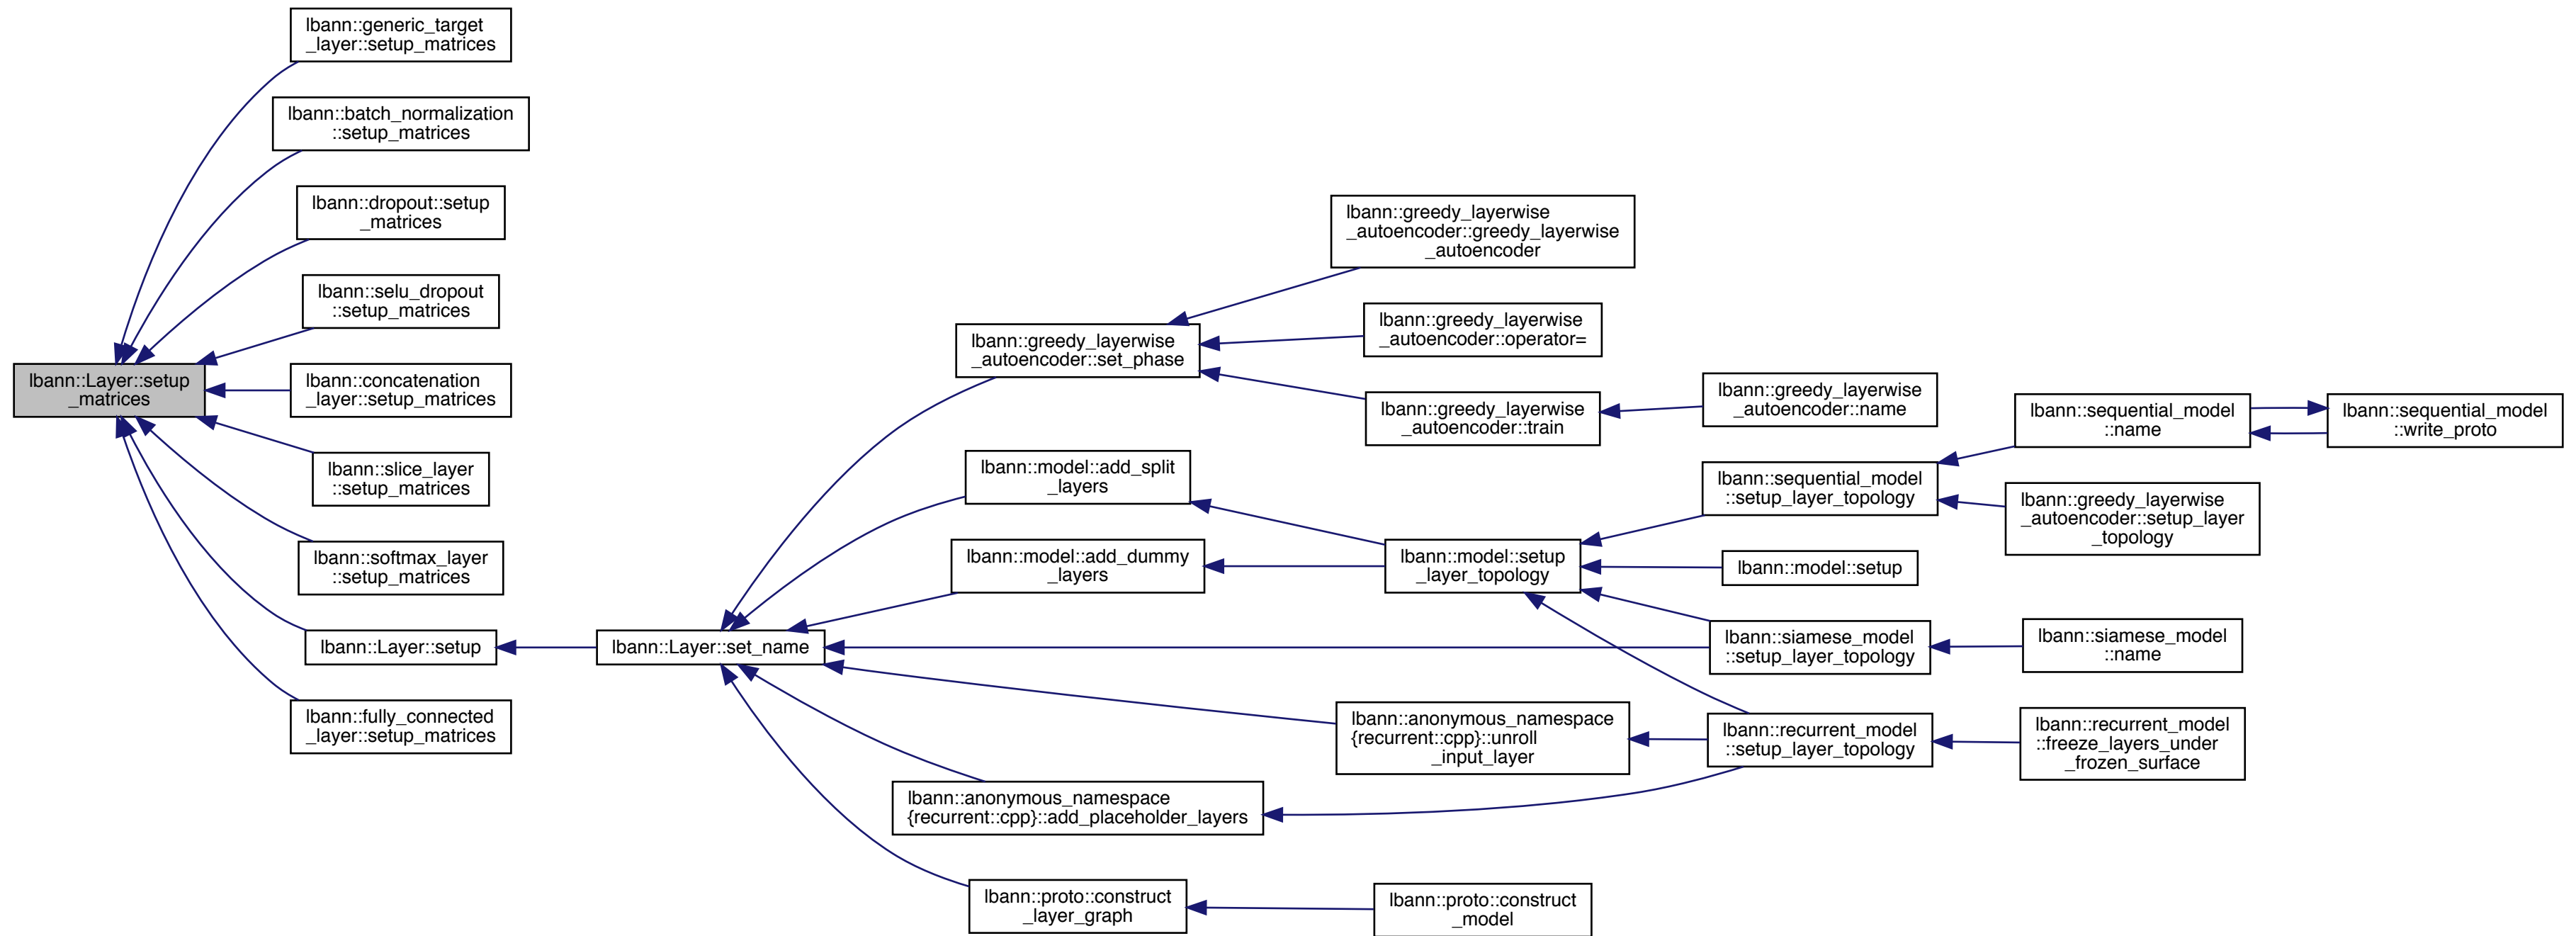 lbann::generic_target
_layer::setup_matrices
lbann::batch_normalization
::setup_matrices
lbann::dropout::setup
_matrices
lbann::selu_dropout
::setup_matrices
lbann::Layer::setup
_matrices
lbann::concatenation
_layer::setup_matrices
lbann::slice_layer
::setup_matrices
lbann::softmax_layer
::setup_matrices
lbann::Layer::setup
lbann::fully_connected
_layer::setup_matrices
lbann::Layer::set_name
lbann::greedy_layerwise
_autoencoder::set_phase
lbann::model::add_split
_layers
lbann::model::add_dummy
_layers
lbann::anonymous_namespace
{recurrent::cpp}::add_placeholder_layers
lbann::proto::construct
_layer_graph
lbann::greedy_layerwise
_autoencoder::greedy_layerwise
_autoencoder
lbann::greedy_layerwise
_autoencoder::operator=
lbann::greedy_layerwise
_autoencoder::train
lbann::model::setup
_layer_topology
lbann::anonymous_namespace
{recurrent::cpp}::unroll
_input_layer
lbann::proto::construct
_model
lbann::greedy_layerwise
_autoencoder::name
lbann::sequential_model
::setup_layer_topology
lbann::model::setup
lbann::siamese_model
::setup_layer_topology
lbann::recurrent_model
::setup_layer_topology
lbann::sequential_model
::name
lbann::greedy_layerwise
_autoencoder::setup_layer
_topology
lbann::siamese_model
::name
lbann::recurrent_model
::freeze_layers_under
_frozen_surface
lbann::sequential_model
::write_proto